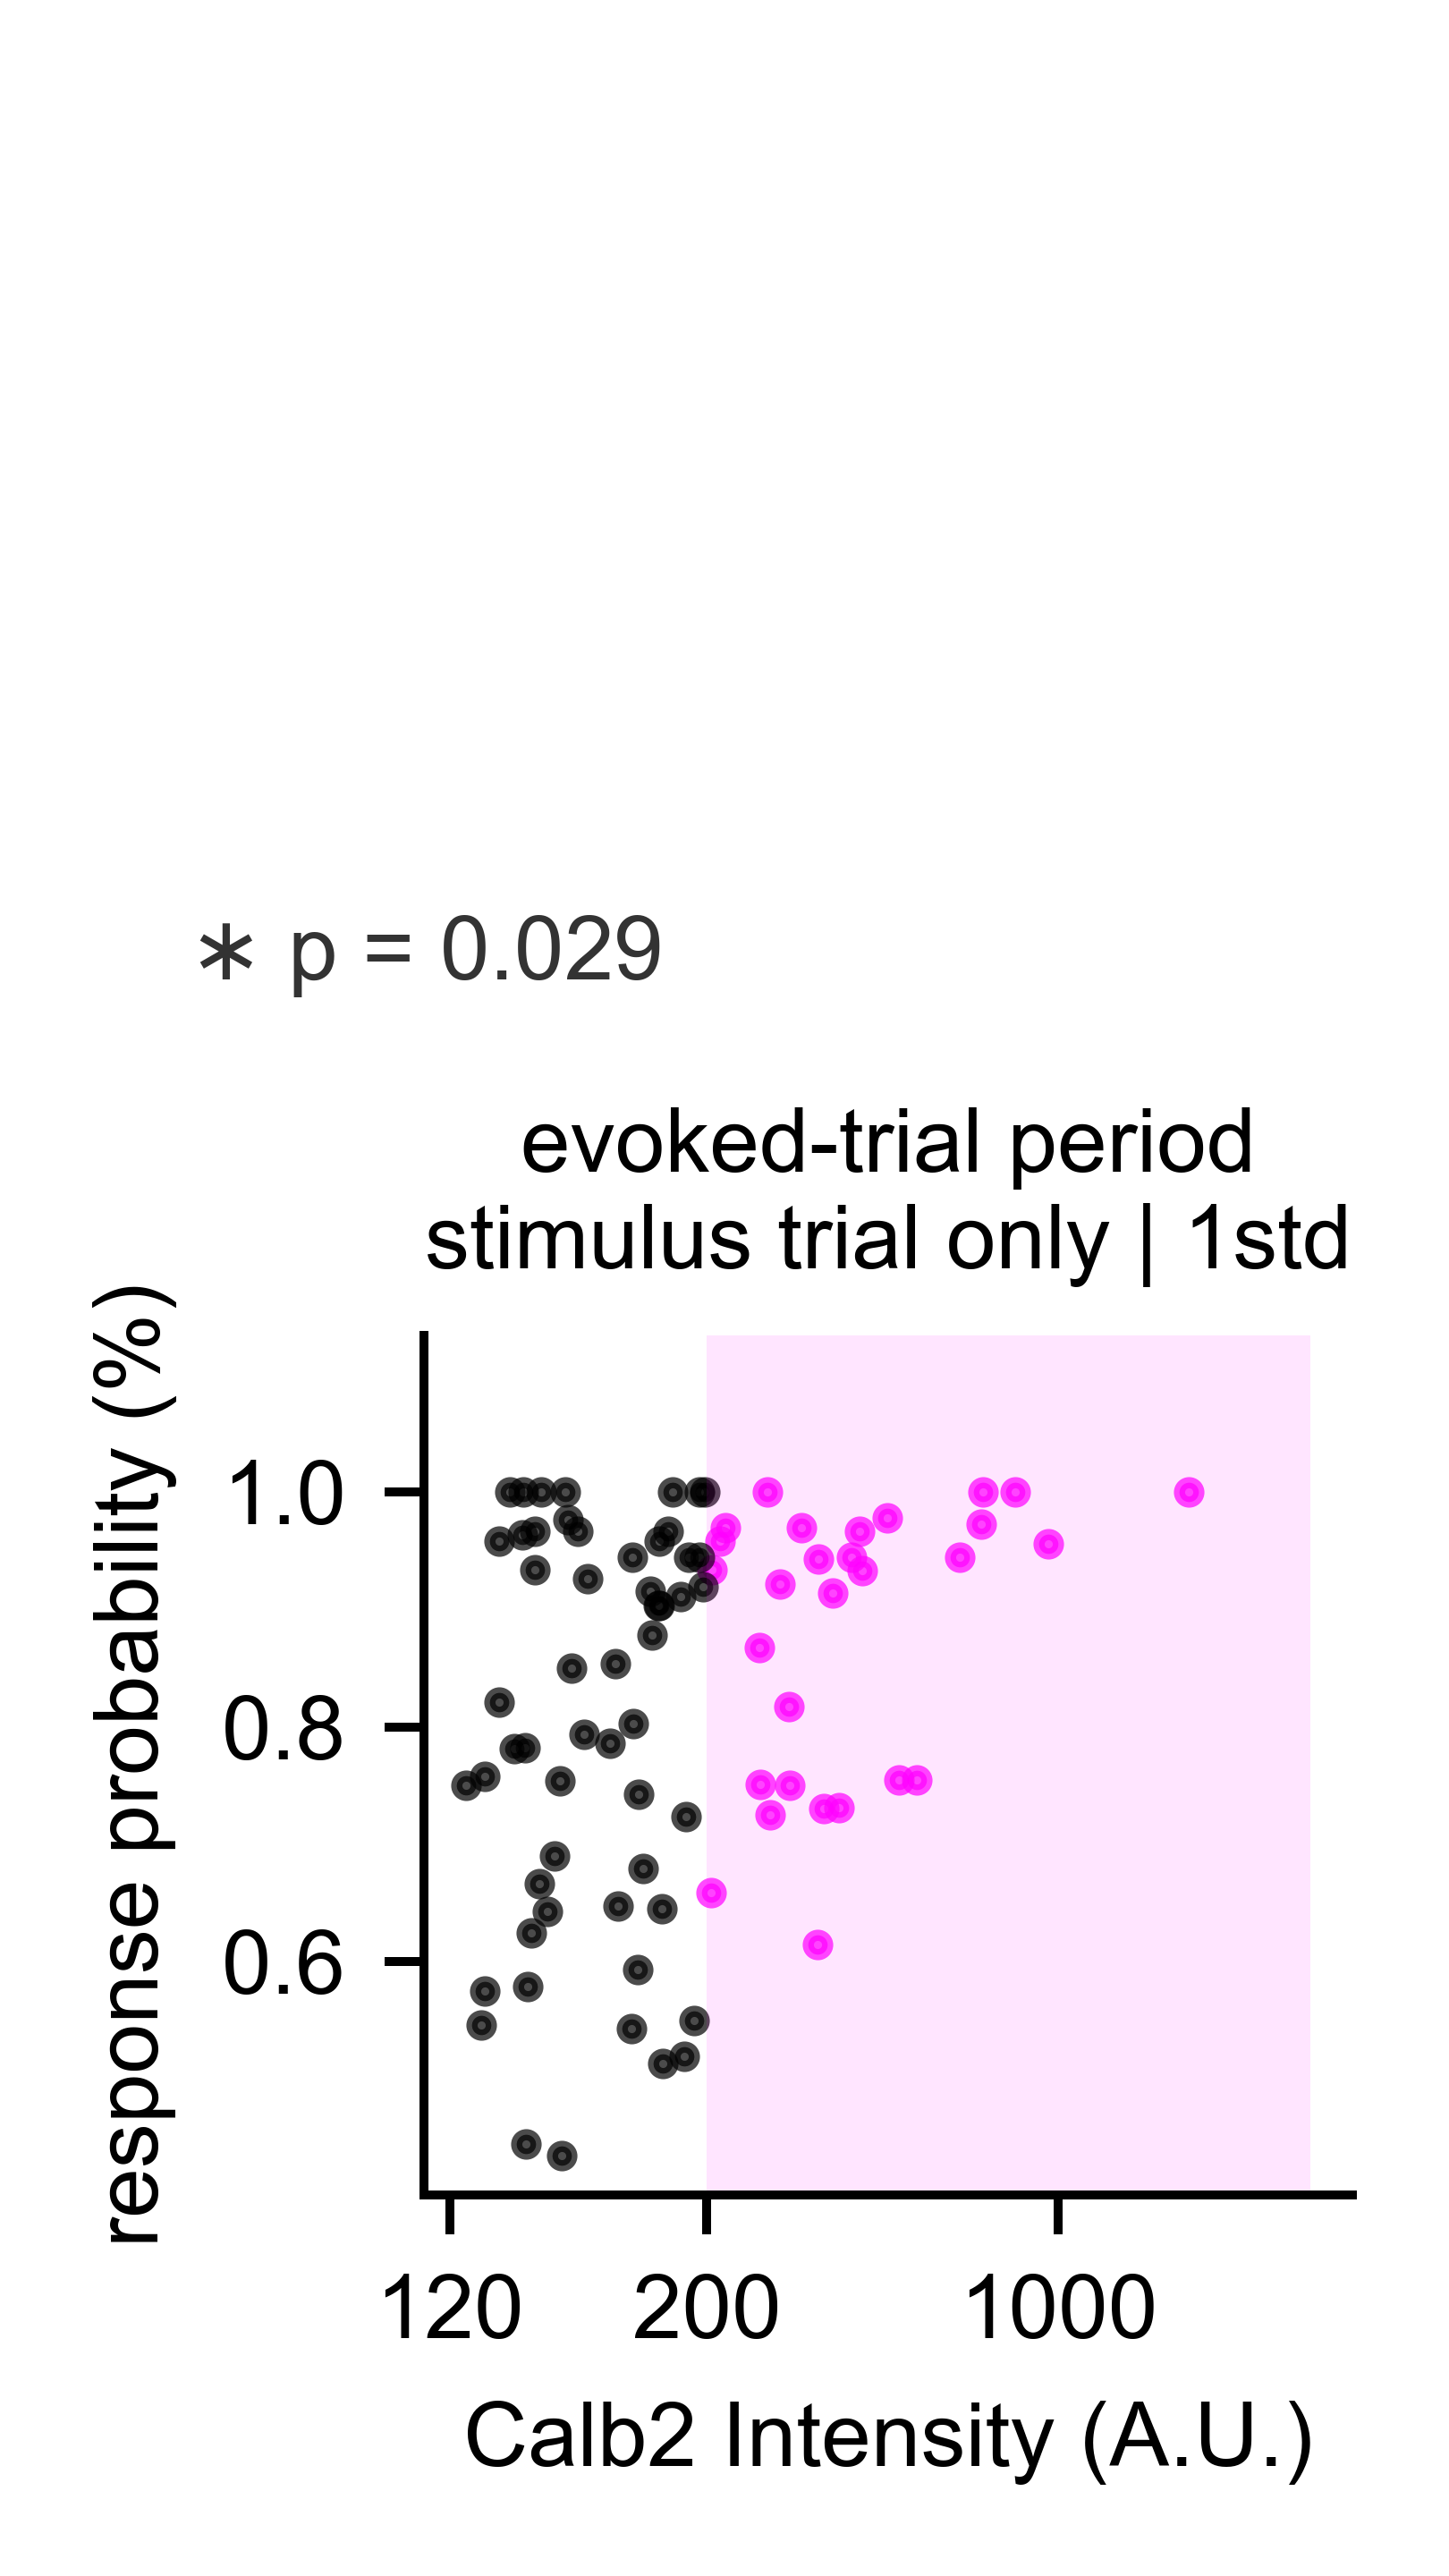 ∗ p = 0.029
evoked-trial period
stimulus trial only | 1std
response probability (%)
1.0
0.8
0.6
120 200 1000
Calb2 Intensity (A.U.)